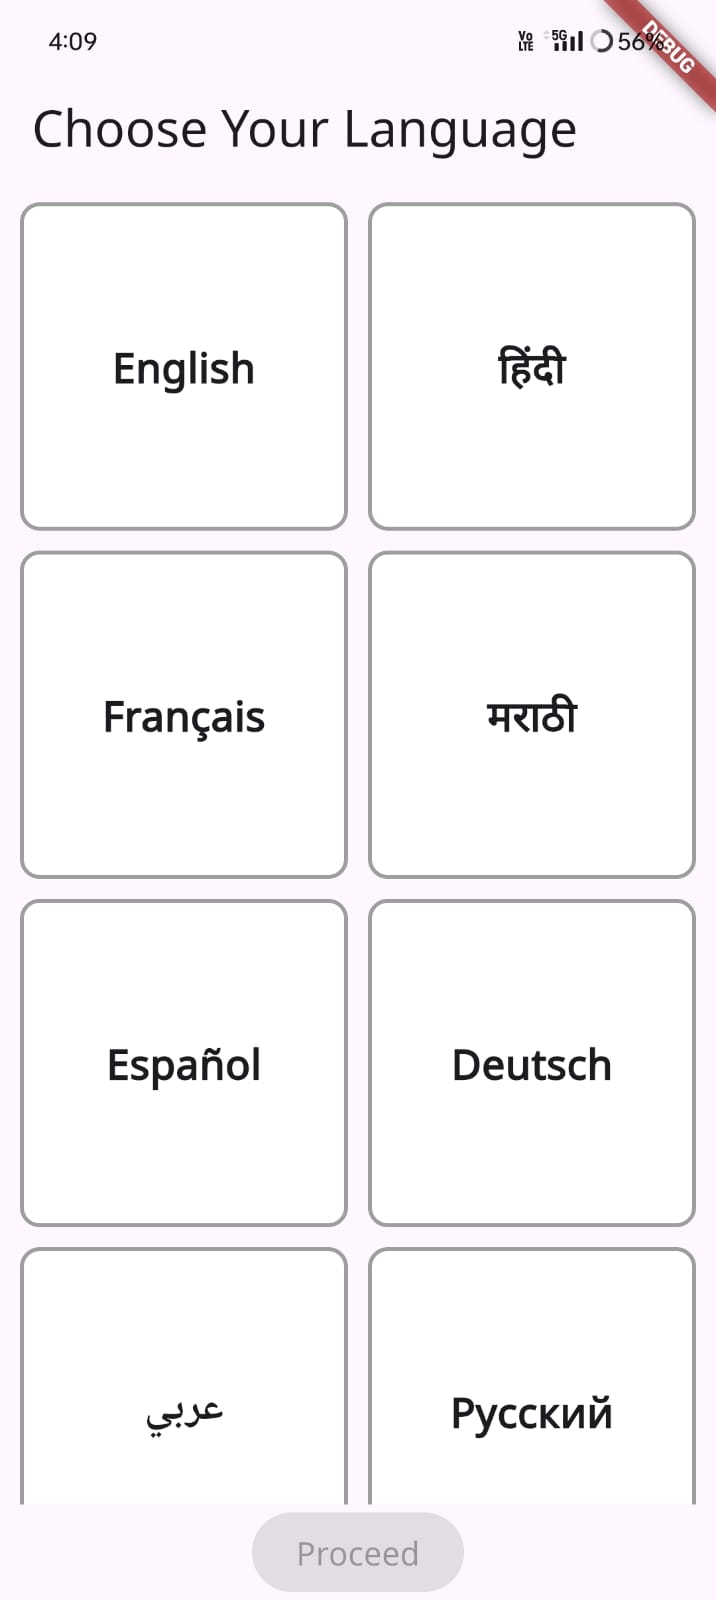 4:09
Vo LTE 5G 56%
DEBUG
Choose Your Language
English
हिंदी
Français
मराठी
Español
Deutsch
عربي
Русский
Proceed